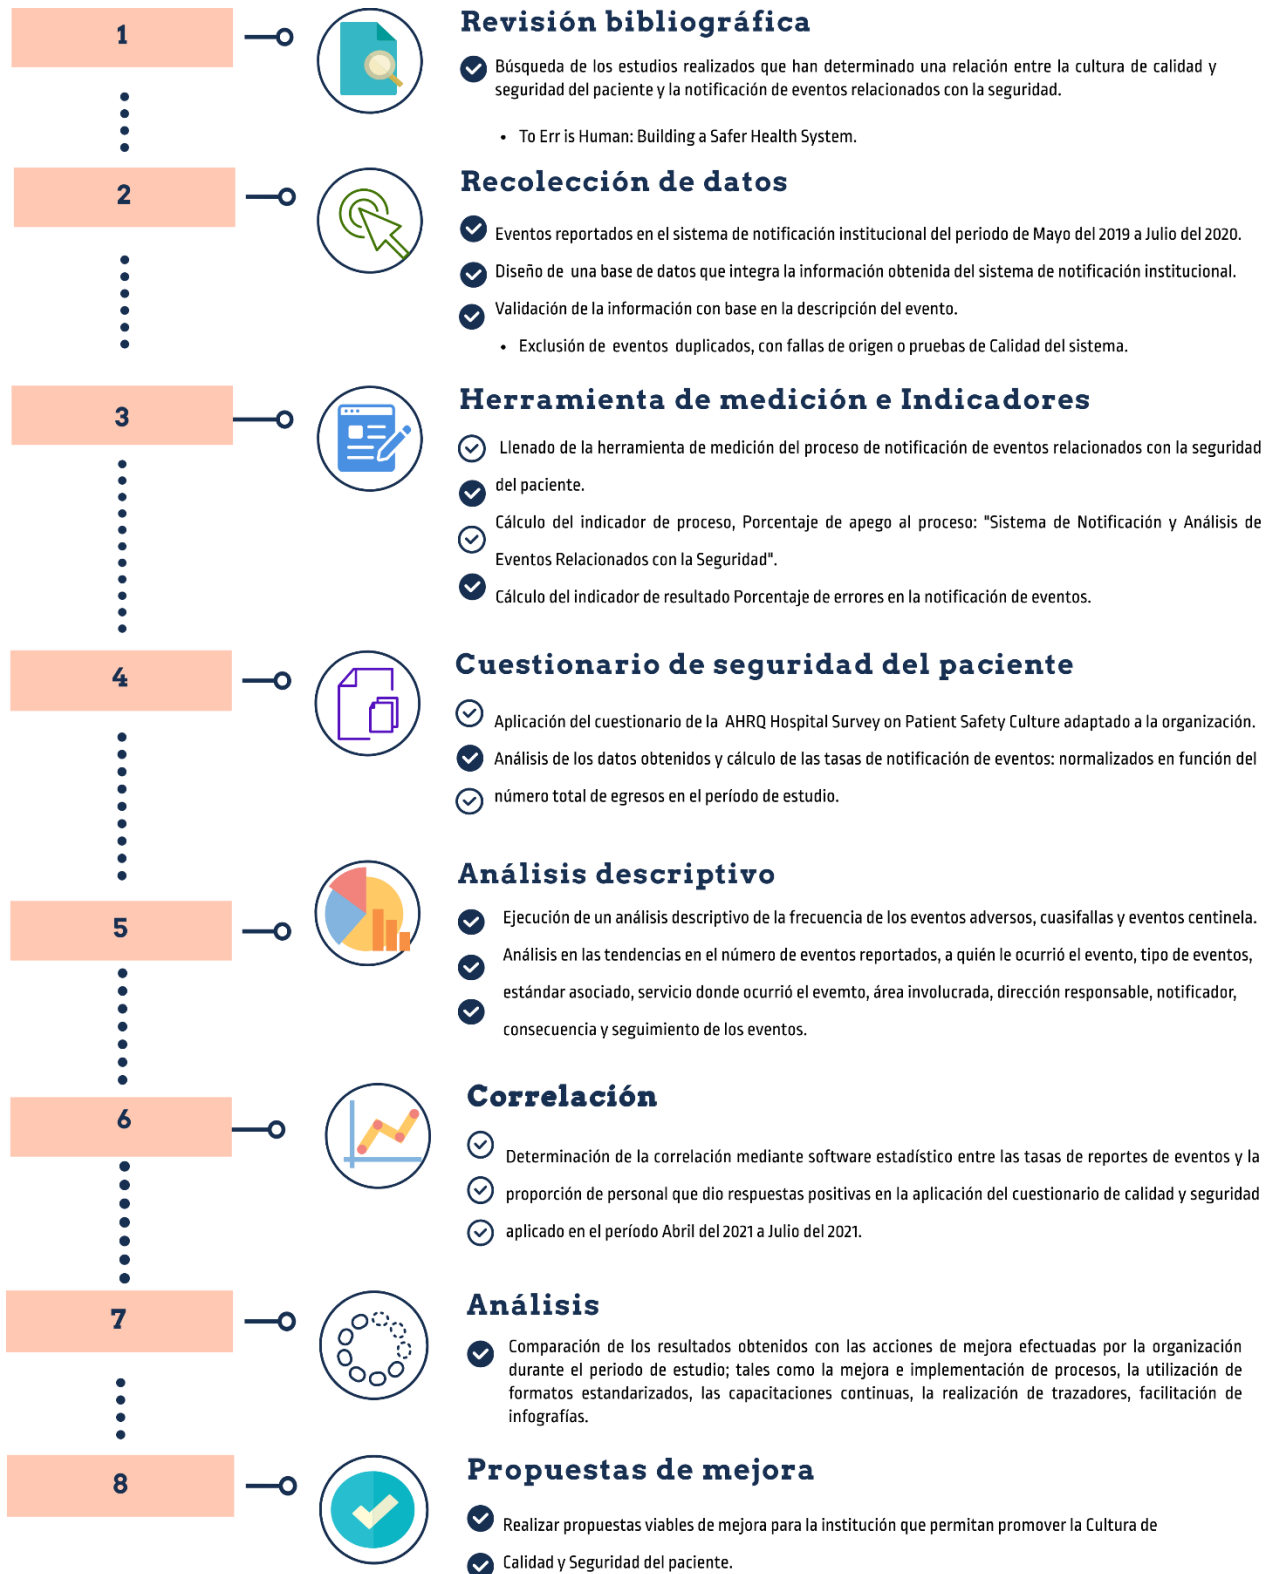 1
Revisión bibliográfica
Búsqueda de los estudios realizados que han determinado una relación entre la cultura de calidad y
seguridad del paciente y la notificación de eventos relacionados con la seguridad.
• To Err is Human: Building a Safer Health System.
2
Recolección de datos
Eventos reportados en el sistema de notificación institucional del periodo de Mayo del 2019 a Julio del 2020.
Diseño de una base de datos que integra la información obtenida del sistema de notificación institucional.
Validación de la información con base en la descripción del evento.
• Exclusión de eventos duplicados, con fallas de origen o pruebas de Calidad del sistema.
3
Herramienta de medición e Indicadores
Llenado de la herramienta de medición del proceso de notificación de eventos relacionados con la seguridad
del paciente.
Cálculo del indicador de proceso, Porcentaje de apego al proceso: "Sistema de Notificación y Análisis de
Eventos Relacionados con la Seguridad".
Cálculo del indicador de resultado Porcentaje de errores en la notificación de eventos.
4
Cuestionario de seguridad del paciente
Aplicación del cuestionario de la AHRQ Hospital Survey on Patient Safety Culture adaptado a la organización.
Análisis de los datos obtenidos y cálculo de las tasas de notificación de eventos: normalizados en función del
número total de egresos en el período de estudio.
5
Análisis descriptivo
Ejecución de un análisis descriptivo de la frecuencia de los eventos adversos, cuasifallas y eventos centinela.
Análisis en las tendencias en el número de eventos reportados, a quién le ocurrió el evento, tipo de eventos,
estándar asociado, servicio donde ocurrió el evemto, área involucrada, dirección responsable, notificador,
consecuencia y seguimiento de los eventos.
6
Correlación
Determinación de la correlación mediante software estadístico entre las tasas de reportes de eventos y la
proporción de personal que dio respuestas positivas en la aplicación del cuestionario de calidad y seguridad
aplicado en el período Abril del 2021 a Julio del 2021.
7
Análisis
Comparación de los resultados obtenidos con las acciones de mejora efectuadas por la organización
durante el periodo de estudio; tales como la mejora e implementación de procesos, la utilización de
formatos estandarizados, las capacitaciones continuas, la realización de trazadores, facilitación de
infografías.
8
Propuestas de mejora
Realizar propuestas viables de mejora para la institución que permitan promover la Cultura de
Calidad y Seguridad del paciente.